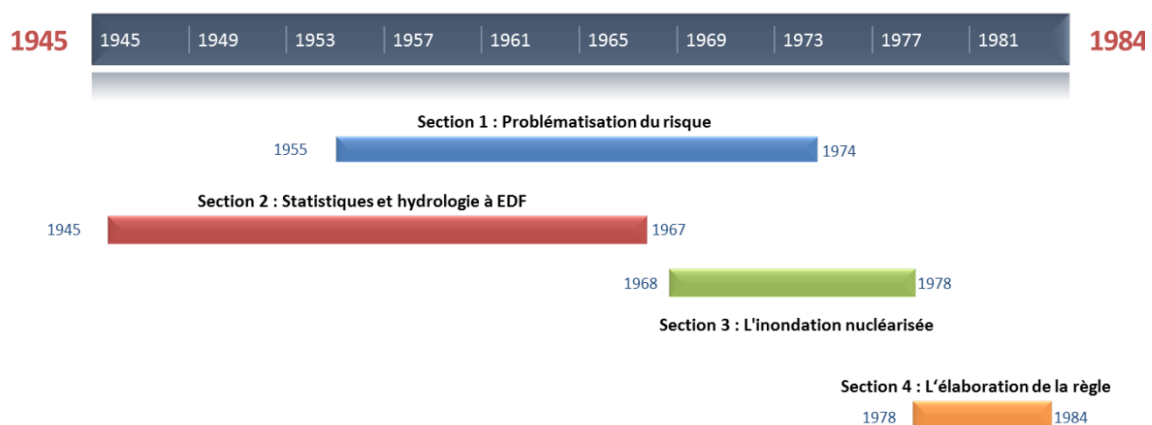 1945 1945 1949 1953 1957 1961 1965 1969 1973 1977 1981 1984
Section 1 : Problématisation du risque
1955 1974
Section 2 : Statistiques et hydrologie à EDF
1945 1967
1968 1978
Section 3 : L'inondation nucléarisée
Section 4 : L‘élaboration de la règle
1978 1984